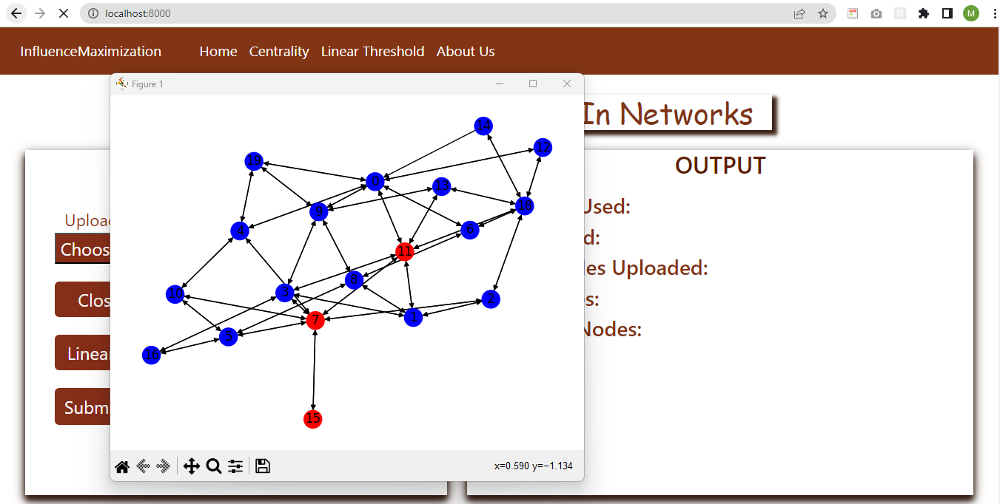 localhost:8000
M
InfluenceMaximization Home Centrality Linear Threshold About Us
Figure 1
In Networks
OUTPUT
14
12
19
0
13
9
18
4
6
11
8
3
10
2
1
7
5
16
15
Used:
d:
es Uploaded:
s:
Nodes:
Uploa
Choos
Clos
Linea
Subm
x=0.590 y=−1.134